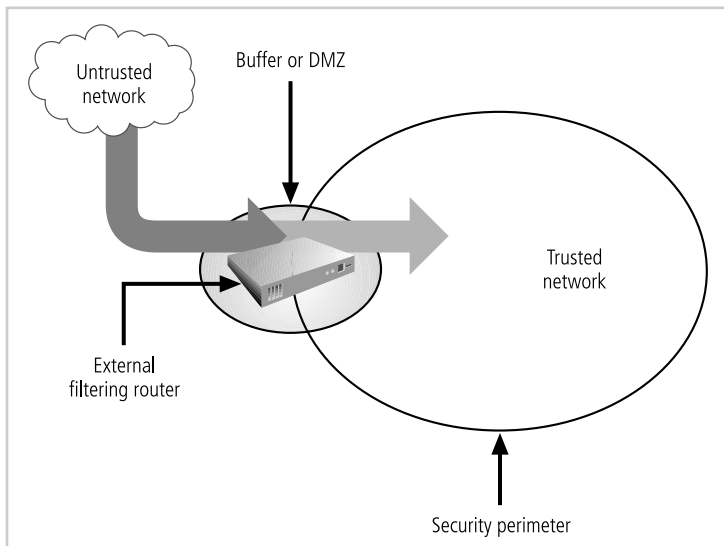 Untrusted
network
Buffer or DMZ
Trusted
network
External
filtering router
Security perimeter